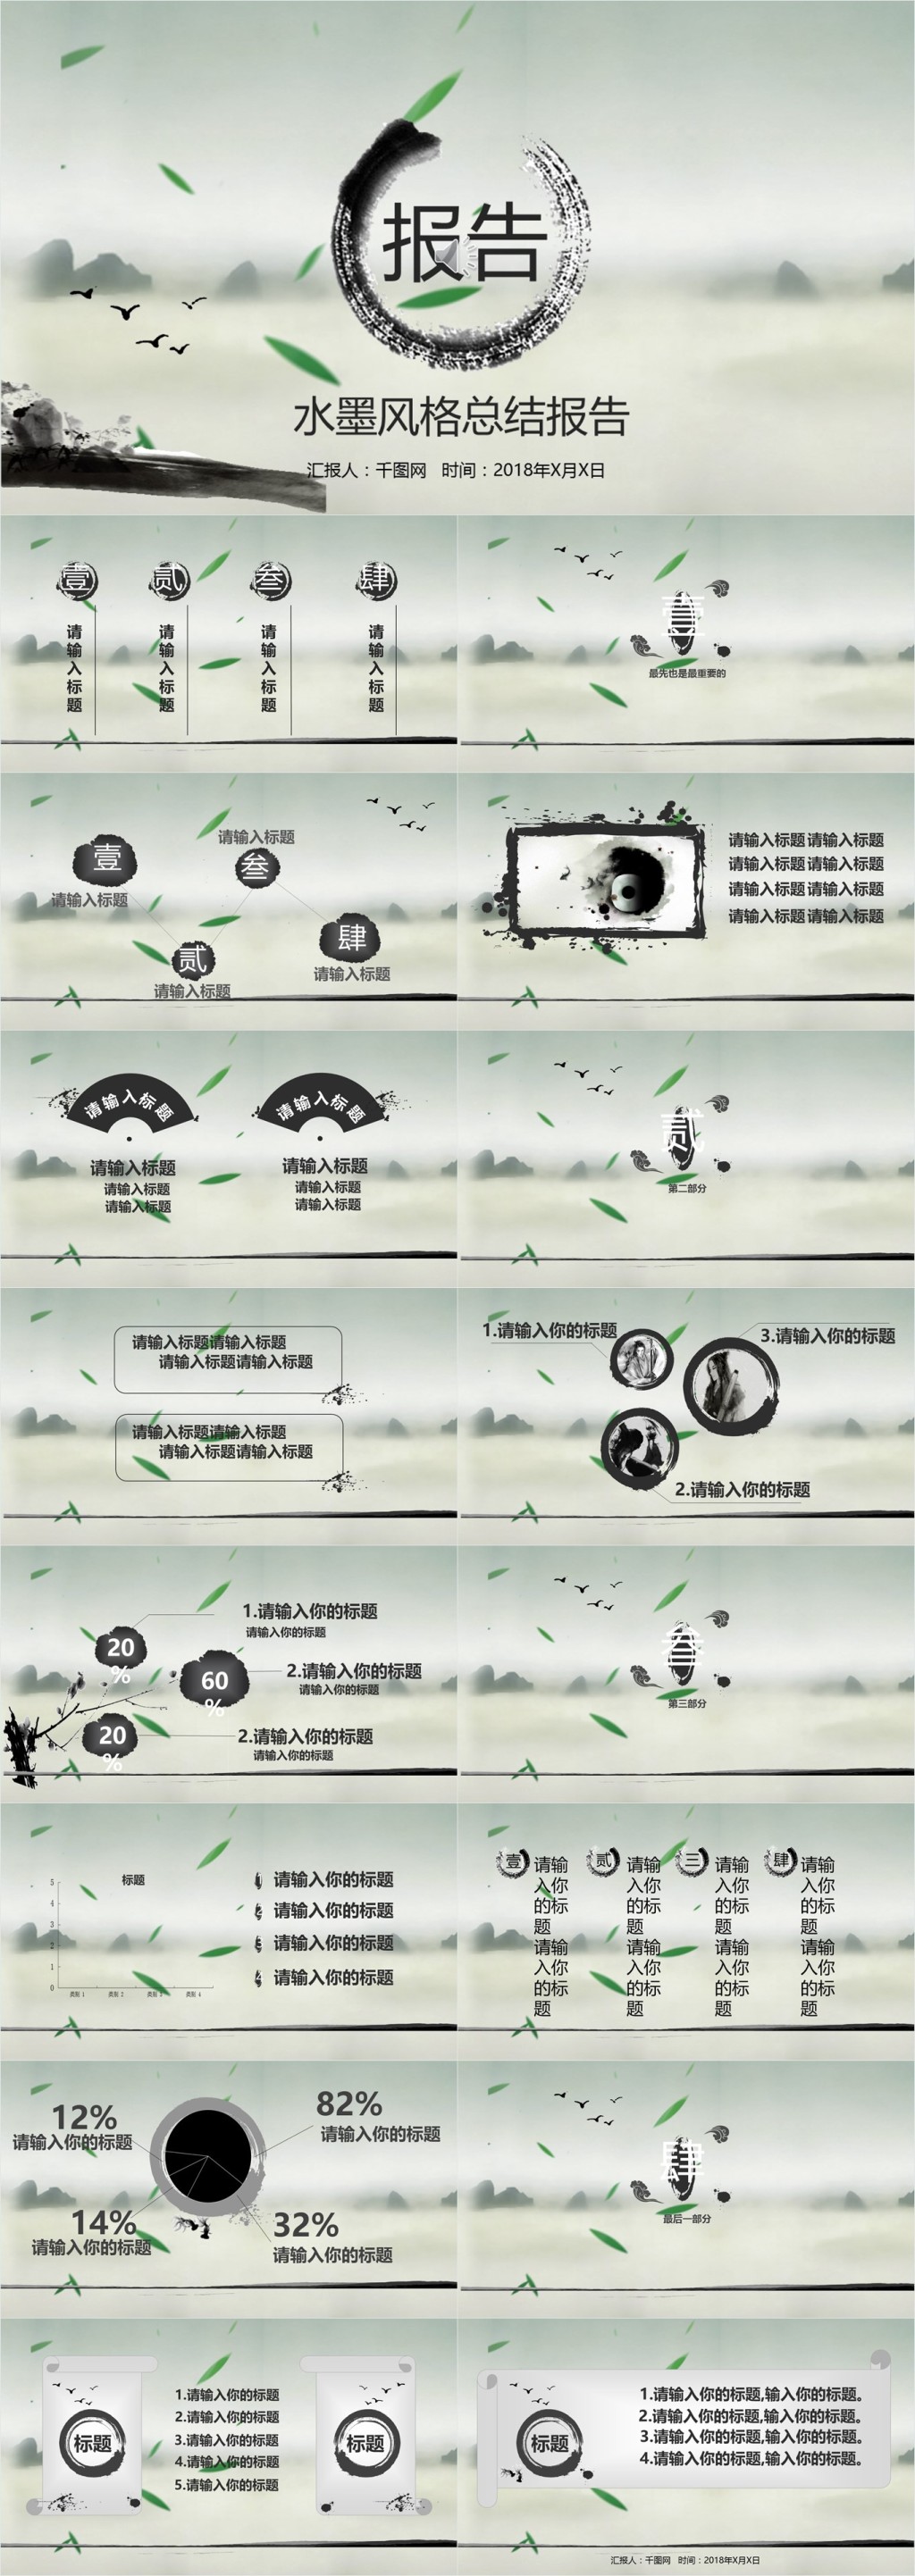 报告
水墨风格总结报告
汇报人：千图网 时间：2018年X月X日
壹
贰
叁
肆
请输入标题
请输入标题
请输入标题
请输入标题
壹
最先也是最重要的
壹
请输入标题
叁
请输入标题
贰
请输入标题
肆
请输入标题
请输入标题请输入标题
请输入标题请输入标题
请输入标题请输入标题
请输入标题请输入标题
请输入标题
请输入标题
请输入标题
请输入标题
请输入标题
请输入标题
请输入标题
请输入标题
贰
第二部分
请输入标题请输入标题
请输入标题请输入标题
请输入标题请输入标题
请输入标题请输入标题
1.请输入你的标题
3.请输入你的标题
2.请输入你的标题
20
%
60
%
20
%
1.请输入你的标题
请输入你的标题
2.请输入你的标题
请输入你的标题
2.请输入你的标题
请输入你的标题
叁
第三部分
标题
5
4
3
2
1
0
类别 1 类别 2 类别 3 类别 4
请输入你的标题
请输入你的标题
请输入你的标题
请输入你的标题
壹
请输
入你
的标
题
请输
入你
的标
题
贰
请输
入你
的标
题
请输
入你
的标
题
三
请输
入你
的标
题
请输
入你
的标
题
肆
请输
入你
的标
题
请输
入你
的标
题
12%
请输入你的标题
82%
请输入你的标题
14%
请输入你的标题
32%
请输入你的标题
肆
最后一部分
标题
1.请输入你的标题
2.请输入你的标题
3.请输入你的标题
4.请输入你的标题
5.请输入你的标题
标题
标题
1.请输入你的标题,输入你的标题。
2.请输入你的标题,输入你的标题。
3.请输入你的标题,输入你的标题。
4.请输入你的标题,输入你的标题。
汇报人：千图网 时间：2018年X月X日